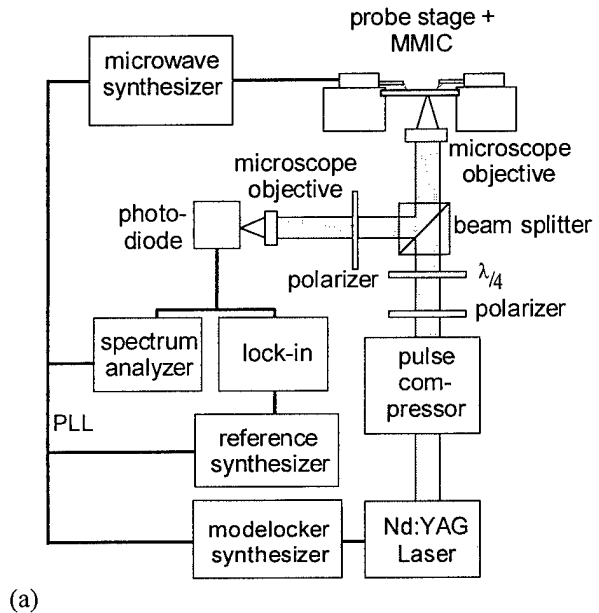 probe stage +
MMIC
microwave
synthesizer
microscope
objective
microscope
objective
photo-
diode
beam splitter
polarizer
λ/4
polarizer
spectrum
analyzer
lock-in
pulse
com-
pressor
PLL
reference
synthesizer
modelocker
synthesizer
Nd:YAG
Laser
(a)